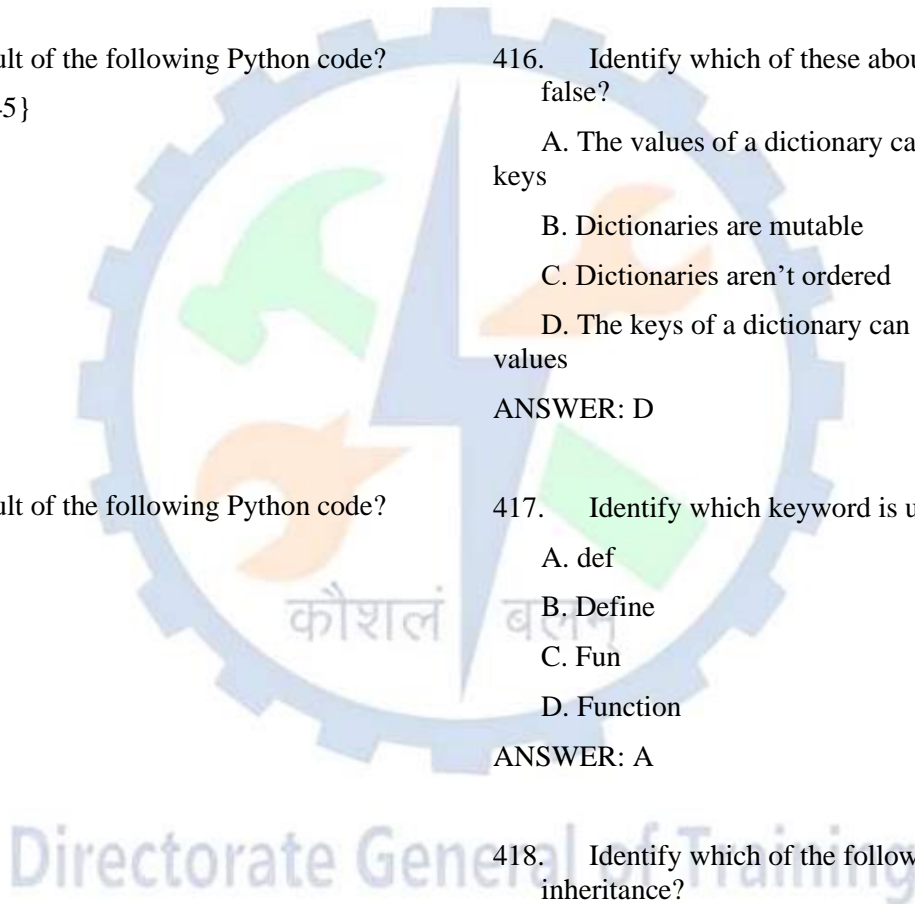 ult of the following Python code?
5}
ult of the following Python code?
416. Identify which of these
false?
A. The values of a dictionary
keys
B. Dictionaries are mutable
C. Dictionaries aren’t ordered
D. The keys of a dictionary can
values
ANSWER: D
417. Identify which keyword is
A. def
B. Define
C. Fun
D. Function
ANSWER: A
418. Identify which of the
inheritance?
कौशलं बलम्
Directorate General of Training